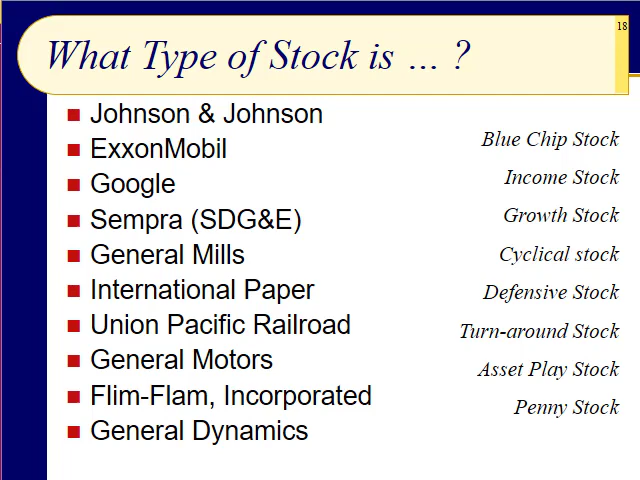 18
What Type of Stock is … ?
Johnson & Johnson
ExxonMobil
Google
Sempra (SDG&E)
General Mills
International Paper
Union Pacific Railroad
General Motors
Flim-Flam, Incorporated
General Dynamics
Blue Chip Stock
Income Stock
Growth Stock
Cyclical stock
Defensive Stock
Turn-around Stock
Asset Play Stock
Penny Stock